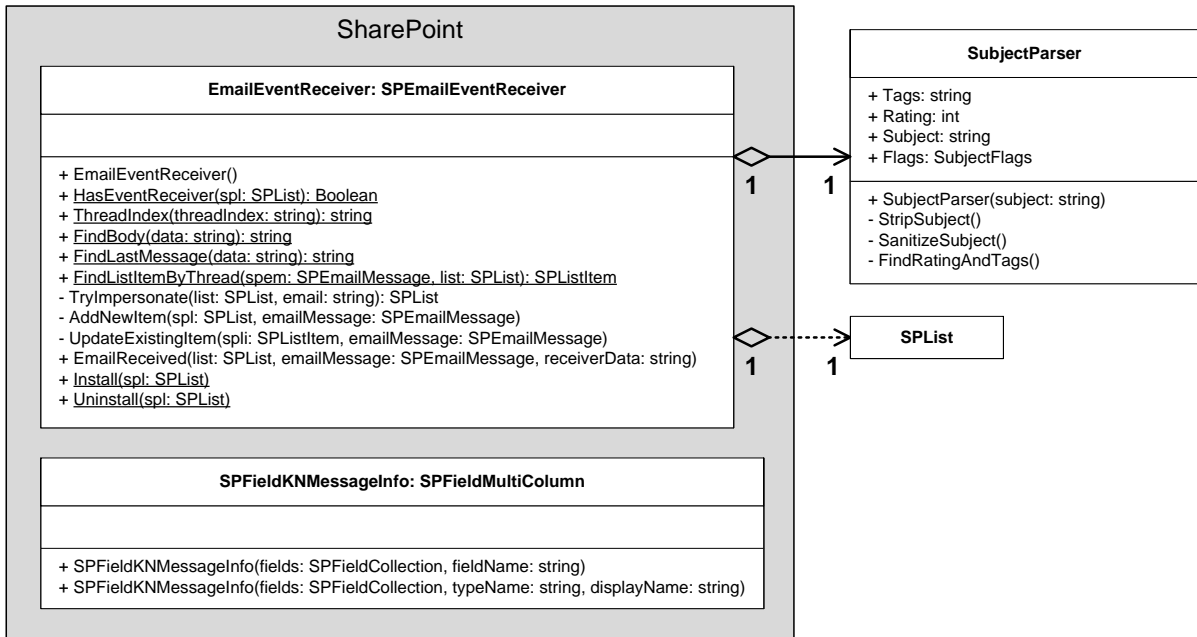 SharePoint
EmailEventReceiver: SPEmailEventReceiver
+ EmailEventReceiver()
+ HasEventReceiver(spl: SPList): Boolean
+ ThreadIndex(threadIndex: string): string
+ FindBody(data: string): string
+ FindLastMessage(data: string): string
+ FindListItemByThread(spem: SPEmailMessage, list: SPList): SPListItem
- TryImpersonate(list: SPList, email: string): SPList
- AddNewItem(spl: SPList, emailMessage: SPEmailMessage)
- UpdateExistingItem(spli: SPListItem, emailMessage: SPEmailMessage)
+ EmailReceived(list: SPList, emailMessage: SPEmailMessage, receiverData: string)
+ Install(spl: SPList)
+ Uninstall(spl: SPList)
1
1
1
1
SubjectParser
+ Tags: string
+ Rating: int
+ Subject: string
+ Flags: SubjectFlags
+ SubjectParser(subject: string)
- StripSubject()
- SanitizeSubject()
- FindRatingAndTags()
SPList
SPFieldKNMessageInfo: SPFieldMultiColumn
+ SPFieldKNMessageInfo(fields: SPFieldCollection, fieldName: string)
+ SPFieldKNMessageInfo(fields: SPFieldCollection, typeName: string, displayName: string)